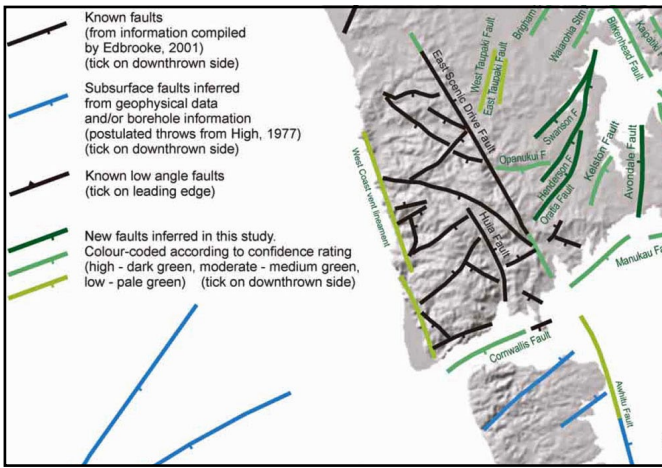 Known faults
(from information compiled
by Edbrooke, 2001)
(tick on downthrown side)
Subsurface faults inferred
from geophysical data
and/or borehole information
(postulated throws from High, 1977)
(tick on downthrown side)
Known low angle faults
(tick on leading edge)
New faults inferred in this study.
Colour-coded according to confidence rating
(high - dark green, moderate - medium green,
low - pale green) (tick on downthrown side)
West Coast vent lineament
East Scenic Drive Fault
West Taupaki Fault
East Taupaki Fault
Brigham
Waiarohia Stm
Birkenhead Fault
Kaipatiki
Opanukui F.
Swanson F.
Henderson F.
Oratia Fault
Kelston Fault
Avondale Fault
Huia Fault
Manukau Fa
Cornwallis Fault
Awhitu Fault